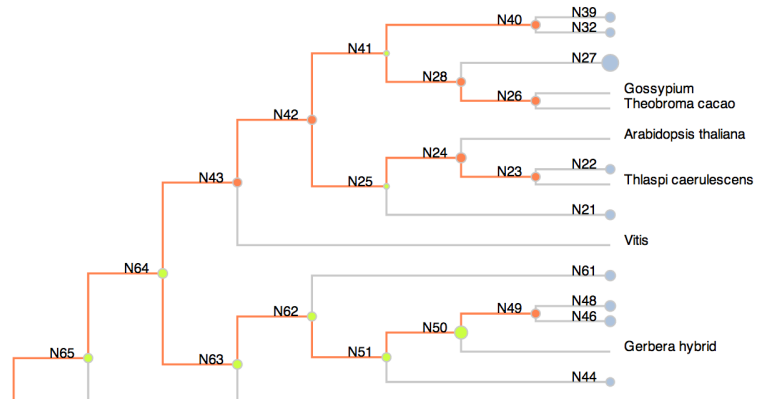 N39
N40
N32
N41
N27
N28
Gossypium
N26
Theobroma cacao
N42
Arabidopsis thaliana
N24
N22
N23
Thlaspi caerulescens
N43
N25
N21
Vitis
N64
N61
N62
N48
N49
N46
N50
Gerbera hybrid
N65
N51
N63
N44